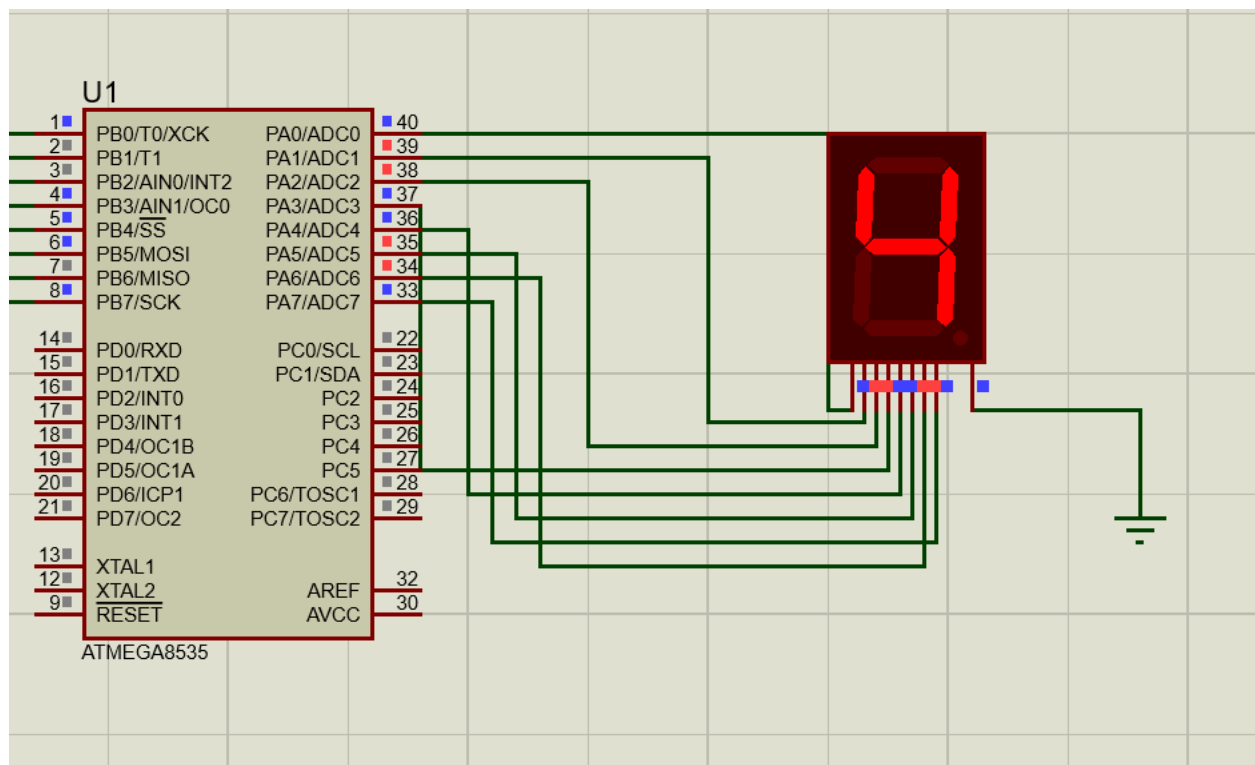 U1
1 PB0/T0/XCK PA0/ADC0 40
2 PB1/T1 PA1/ADC1 39
3 PB2/AIN0/INT2 PA2/ADC2 38
4 PB3/AIN1/OC0 PA3/ADC3 37
5 PB4/SS PA4/ADC4 36
6 PB5/MOSI PA5/ADC5 35
7 PB6/MISO PA6/ADC6 34
8 PB7/SCK PA7/ADC7 33
14 PD0/RXD PC0/SCL 22
15 PD1/TXD PC1/SDA 23
16 PD2/INT0 PC2 24
17 PD3/INT1 PC3 25
18 PD4/OC1B PC4 26
19 PD5/OC1A PC5 27
20 PD6/ICP1 PC6/TOSC1 28
21 PD7/OC2 PC7/TOSC2 29
13 XTAL1
12 XTAL2 AREF 32
9 RESET AVCC 30
ATMEGA8535
4